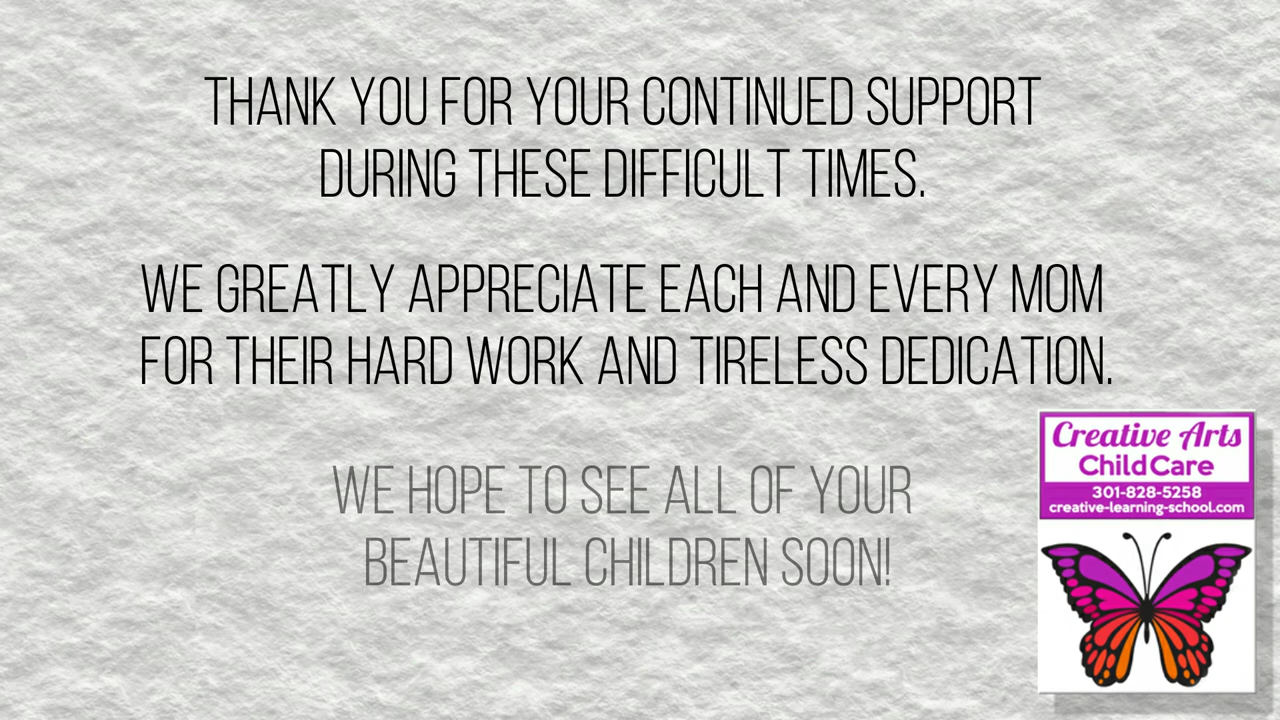 THANK YOU FOR YOUR CONTINUED SUPPORT
DURING THESE DIFFICULT TIMES.
WE GREATLY APPRECIATE EACH AND EVERY MOM
FOR THEIR HARD WORK AND TIRELESS DEDICATION.
WE HOPE TO SEE ALL OF YOUR
BEAUTIFUL CHILDREN SOON!
Creative Arts
Child Care
301-828-5258
creative-learning-school.com